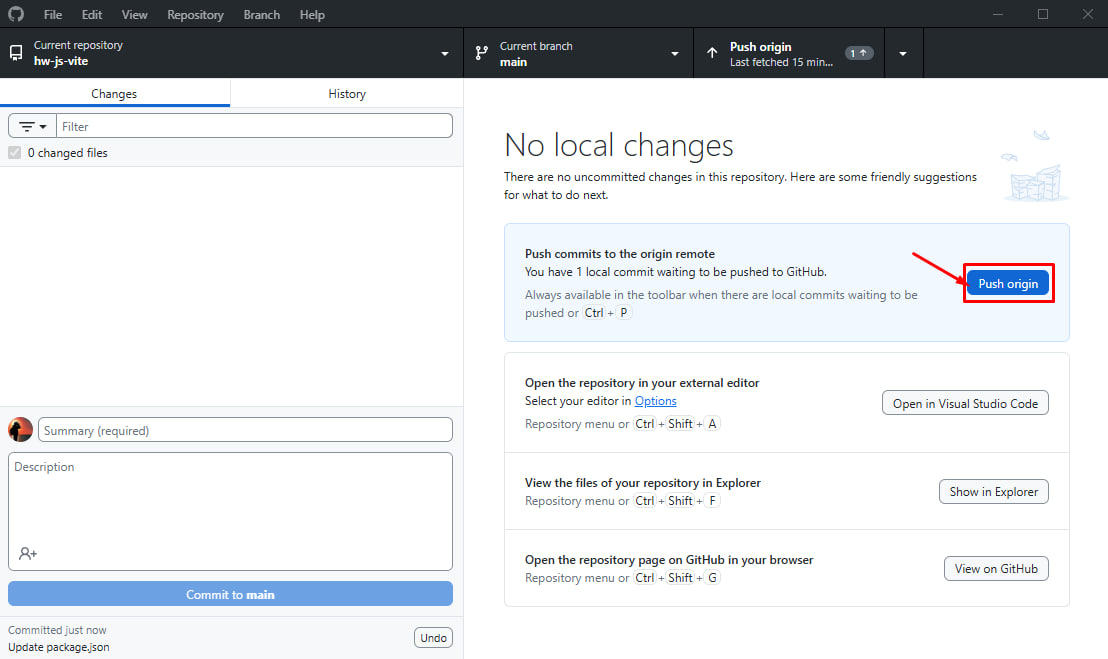 File Edit View Repository Branch Help
Current repository
hw-js-vite
Current branch
main
Push origin
Last fetched 15 min...
1
Changes
History
Filter
0 changed files
No local changes
There are no uncommitted changes in this repository. Here are some friendly suggestions
for what to do next.
Push commits to the origin remote
You have 1 local commit waiting to be pushed to GitHub.
Always available in the toolbar when there are local commits waiting to be
pushed or Ctrl + P
Push origin
Open the repository in your external editor
Select your editor in Options
Repository menu or Ctrl + Shift + A
Open in Visual Studio Code
View the files of your repository in Explorer
Repository menu or Ctrl + Shift + F
Show in Explorer
Open the repository page on GitHub in your browser
Repository menu or Ctrl + Shift + G
View on GitHub
Summary (required)
Description
Commit to main
Committed just now
Update package.json
Undo